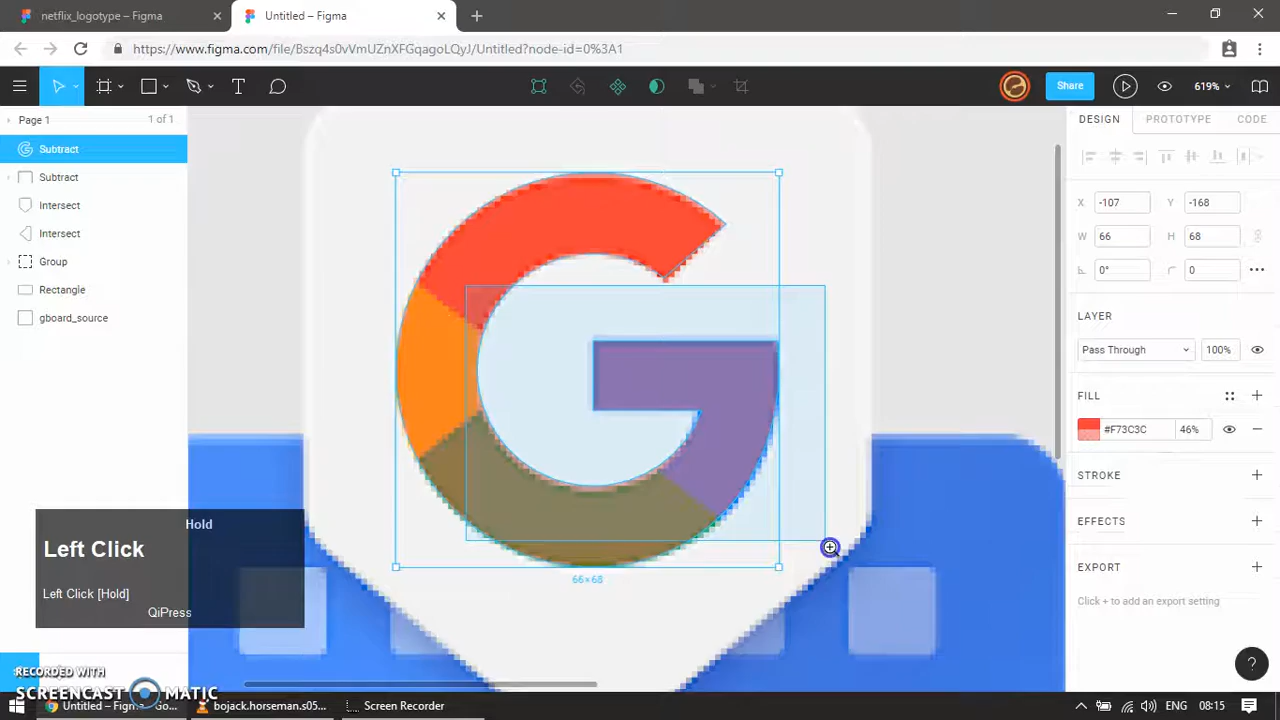 netflix_logotype – Figma
Untitled – Figma
https://www.figma.com/file/Bszq4s0vVmUZnXFGqagoLQyJ/Untitled?node-id=0%3A1
Share
619%
Page 1
1 of 1
DESIGN
PROTOTYPE
CODE
Subtract
Subtract
Intersect
Intersect
Group
Rectangle
gboard_source
X -107
Y -168
W 66
H 68
0°
0
LAYER
Pass Through
100%
FILL
#F73C3C
46%
STROKE
EFFECTS
EXPORT
Click + to add an export setting
66×68
Hold
Left Click
Left Click [Hold]
QiPress
RECORDED WITH
SCREENCAST MATIC
?
Untitled – Figma - Go...
bojack.horseman.s05...
Screen Recorder
08:15